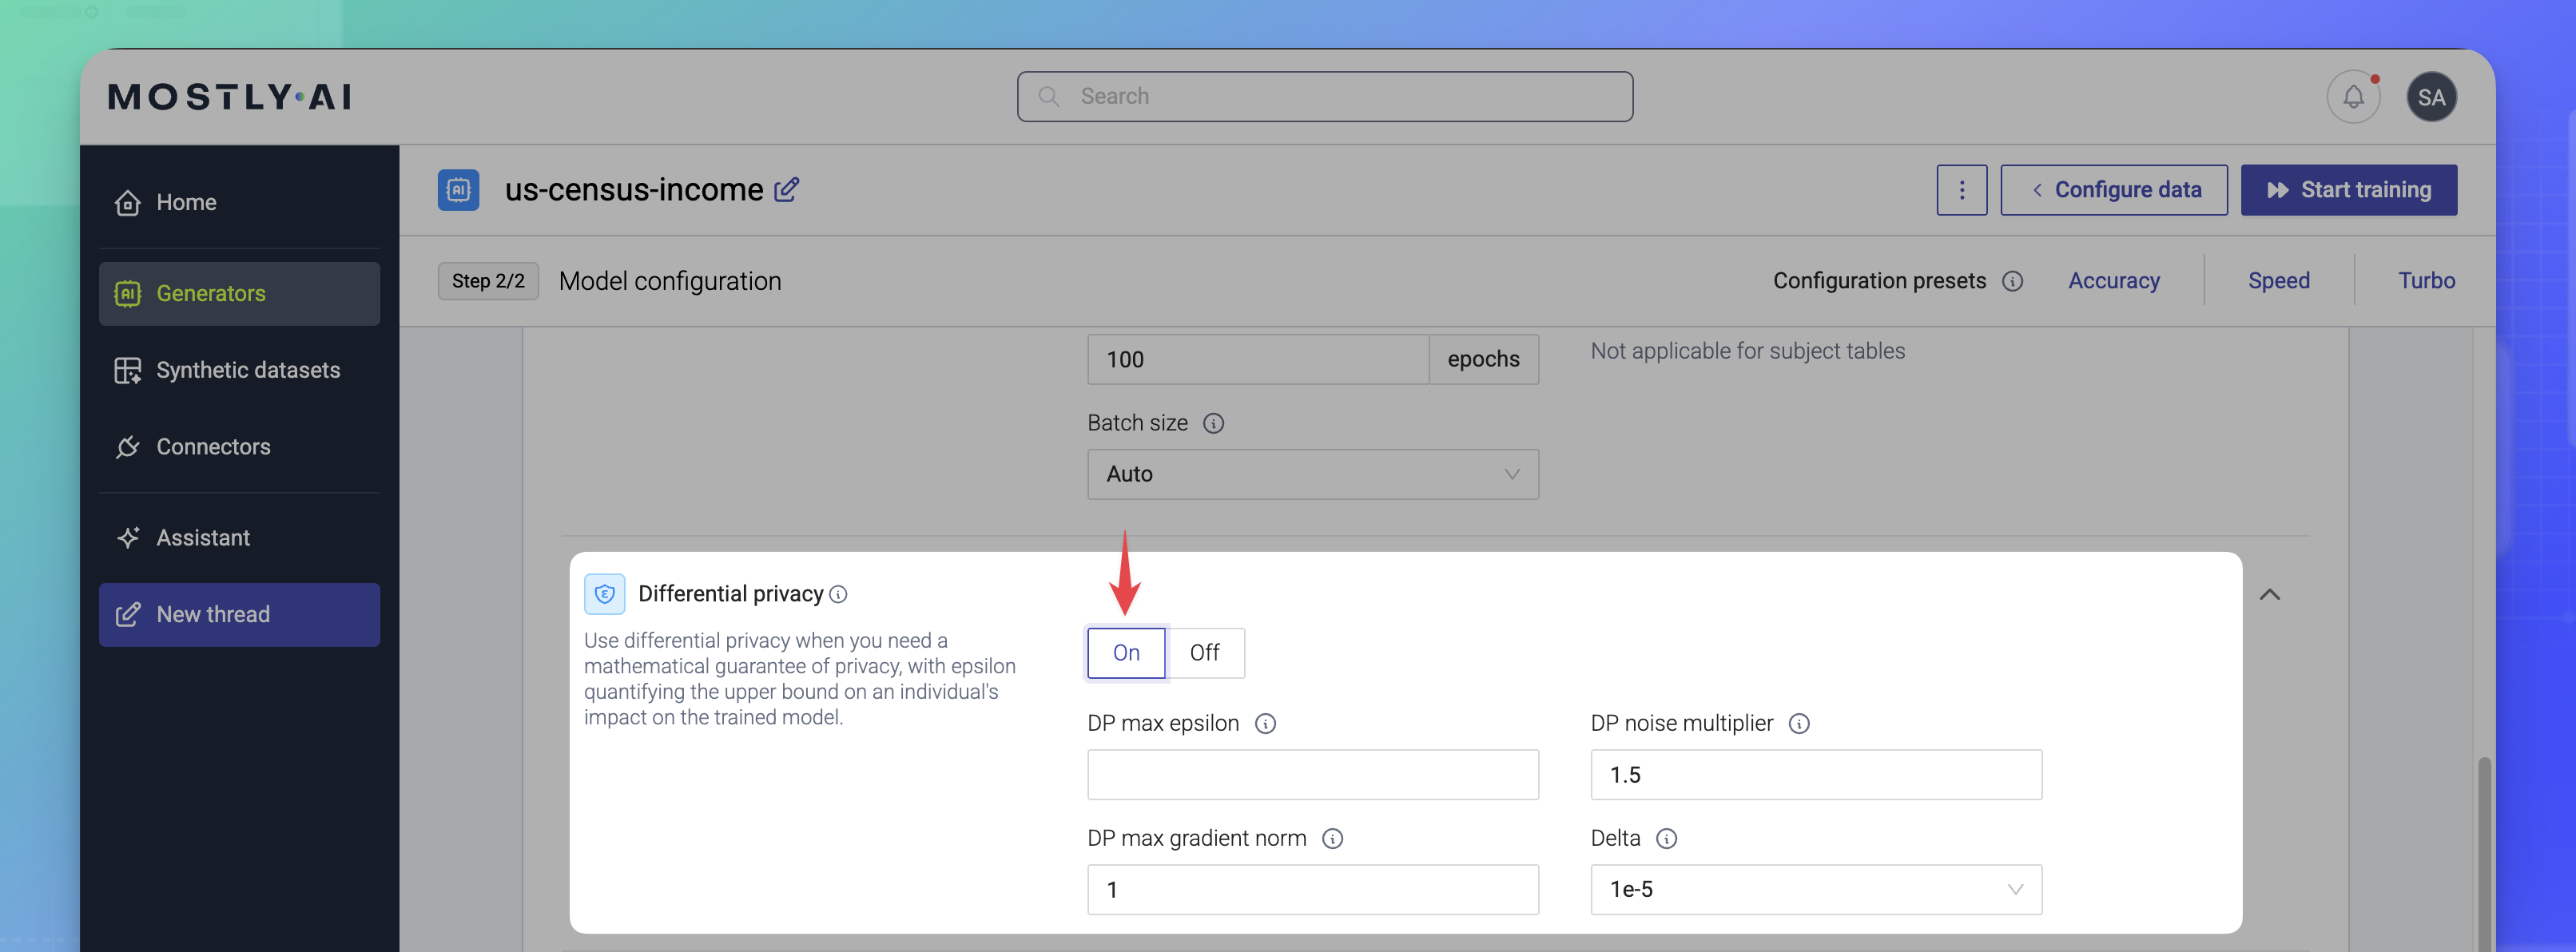 MOSTLY·AI
Search
SA
Home
Generators
Synthetic datasets
Connectors
Assistant
New thread
AI
us-census-income
Configure data
Start training
Step 2/2
Model configuration
Configuration presets
Accuracy
Speed
Turbo
100
epochs
Not applicable for subject tables
Batch size
Auto
Differential privacy
Use differential privacy when you need a
mathematical guarantee of privacy, with epsilon
quantifying the upper bound on an individual's
impact on the trained model.
On
Off
DP max epsilon
DP noise multiplier
1.5
DP max gradient norm
Delta
1
1e-5